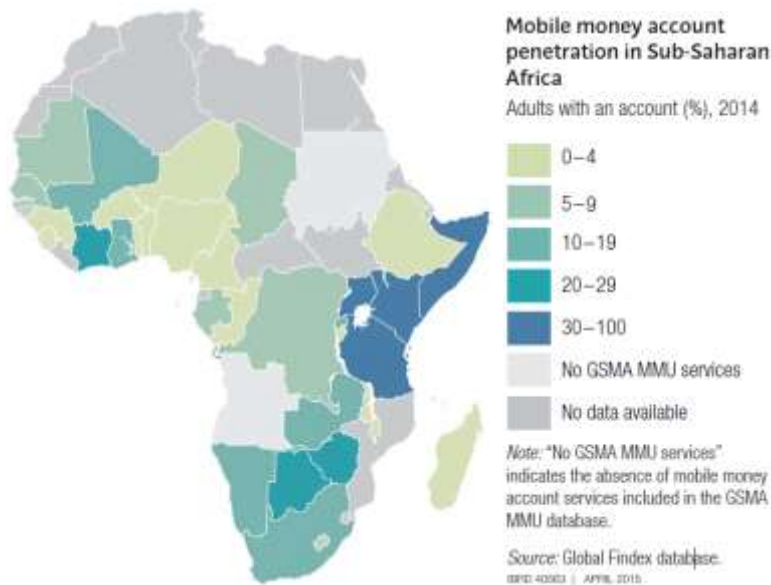 Mobile money account
penetration in Sub-Saharan
Africa
Adults with an account (%), 2014
0–4
5–9
10–19
20–29
30–100
No GSMA MMU services
No data available
Note: “No GSMA MMU services”
indicates the absence of mobile money
account services included in the GSMA
MMU database.
Source: Global Findex database.
IBRD 40503 | APRIL 2015